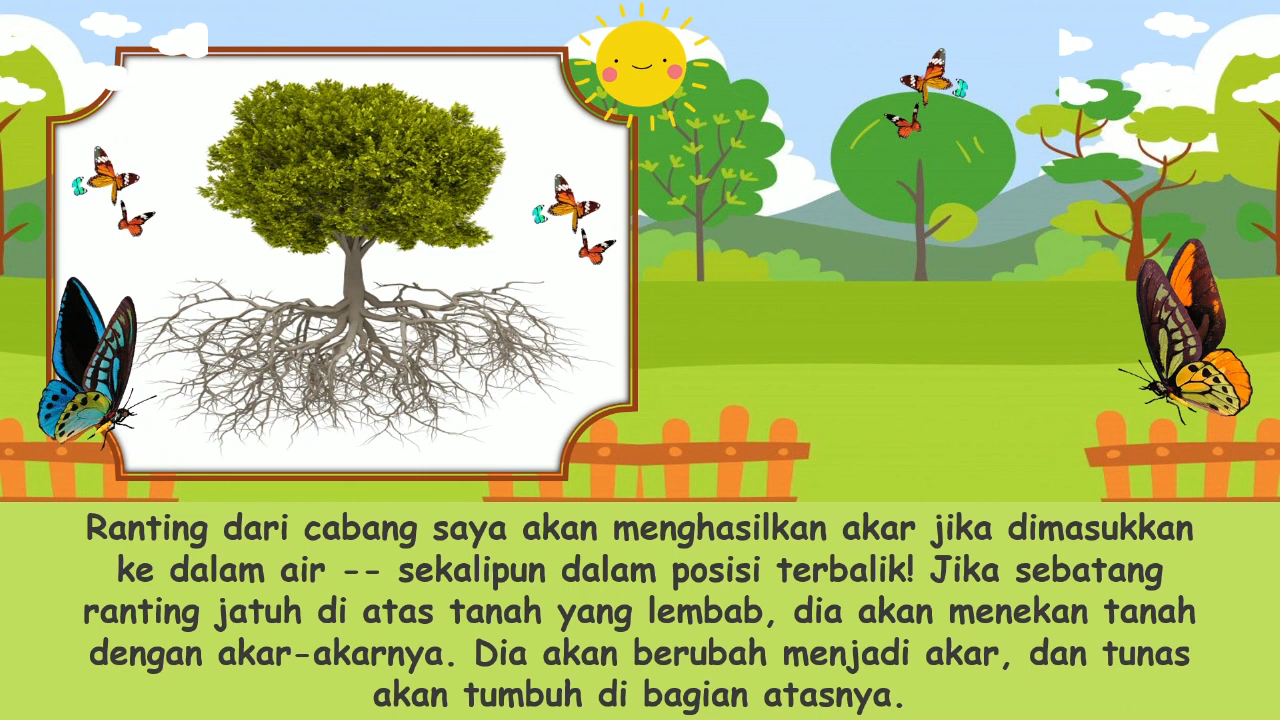 Ranting dari cabang saya akan menghasilkan akar jika dimasukkan
ke dalam air -- sekalipun dalam posisi terbalik! Jika sebatang
ranting jatuh di atas tanah yang lembab, dia akan menekan tanah
dengan akar-akarnya. Dia akan berubah menjadi akar, dan tunas
akan tumbuh di bagian atasnya.